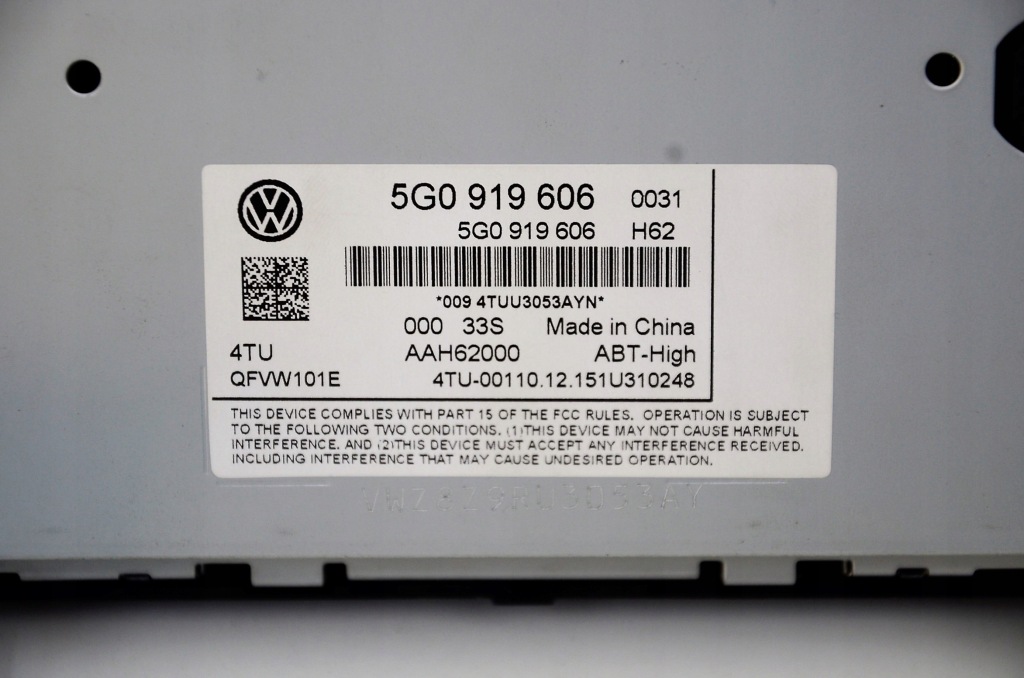 5G0 919 606 0031
5G0 919 606 H62
*009 4TUU3053AYN*
000 33S Made in China
4TU AAH62000 ABT-High
QFVW101E 4TU-00110.12.151U310248
THIS DEVICE COMPLIES WITH PART 15 OF THE FCC RULES. OPERATION IS SUBJECT
TO THE FOLLOWING TWO CONDITIONS. (1)THIS DEVICE MAY NOT CAUSE HARMFUL
INTERFERENCE. AND (2)THIS DEVICE MUST ACCEPT ANY INTERFERENCE RECEIVED.
INCLUDING INTERFERENCE THAT MAY CAUSE UNDESIRED OPERATION.